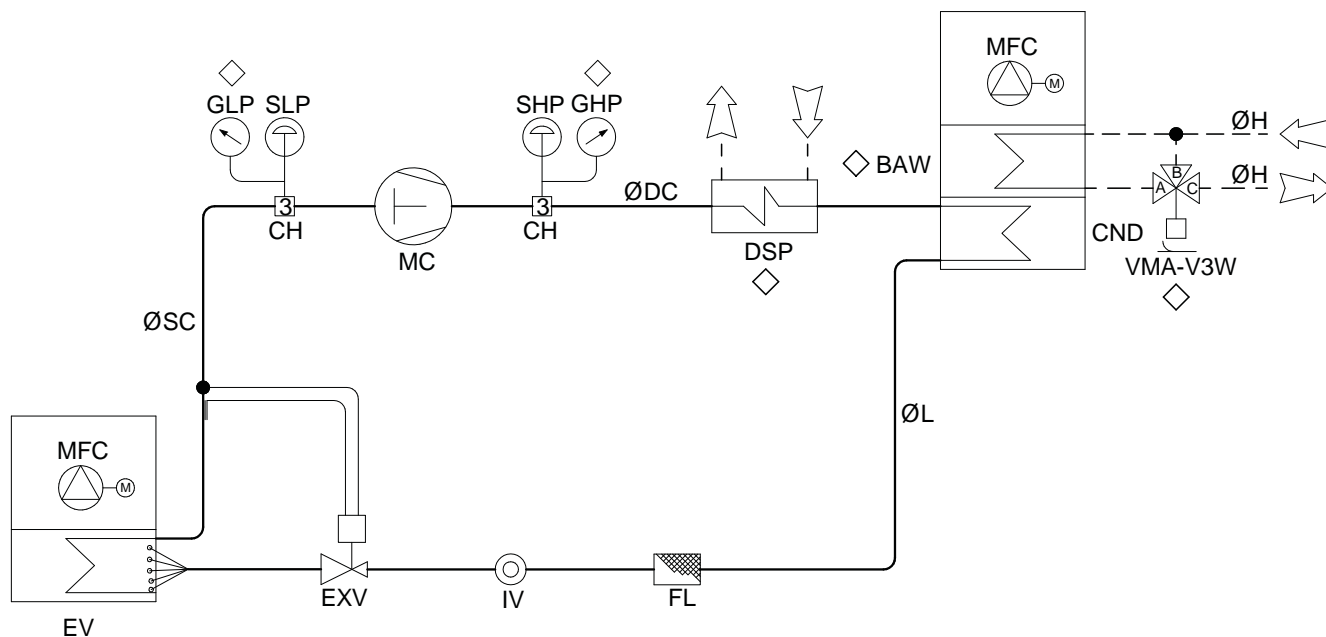 MFC
M
GLP SLP
SHP GHP
ØH
BAW
ØH
B
A C
3
3
ØDC
CH
MC
CH
DSP
CND
VMA-V3W
ØSC
ØL
MFC
M
EXV
IV
FL
EV